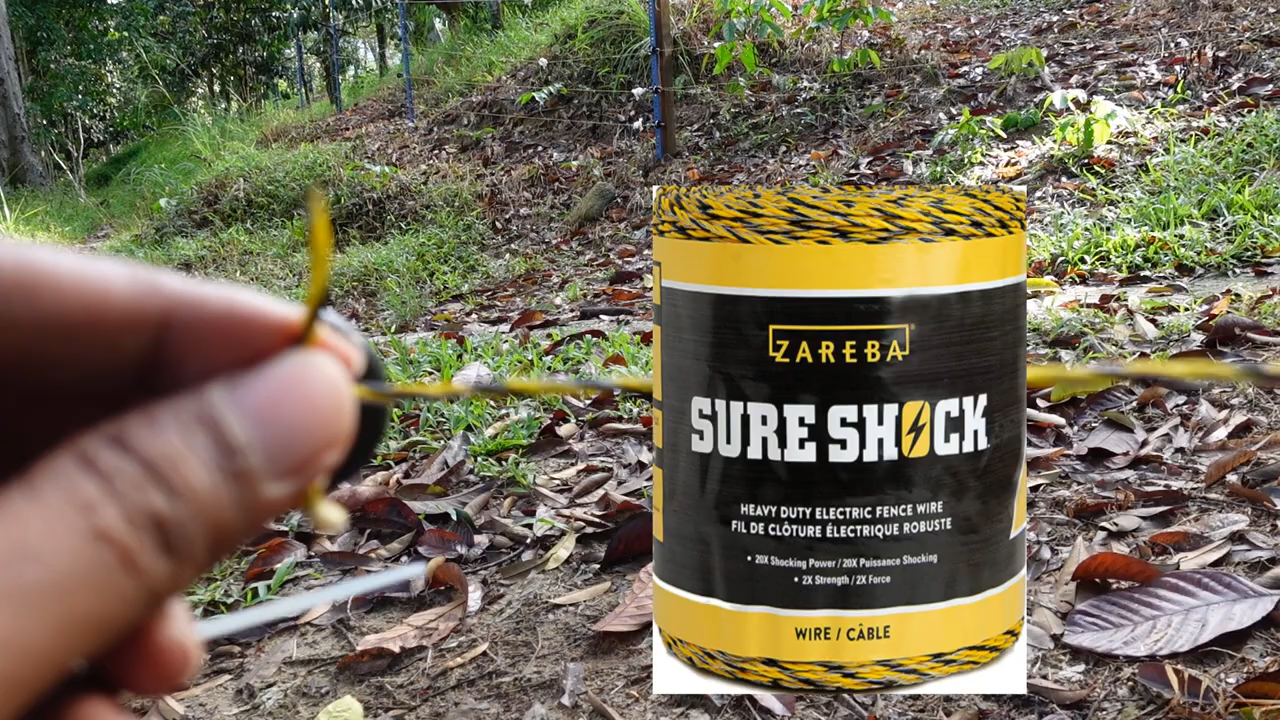 ZAREBA®
SURE SHOCK
HEAVY DUTY ELECTRIC FENCE WIRE
FIL DE CLÔTURE ÉLECTRIQUE ROBUSTE
• 20X Shocking Power / 20X Puissance Shocking
• 2X Strength / 2X Force
WIRE / CÂBLE